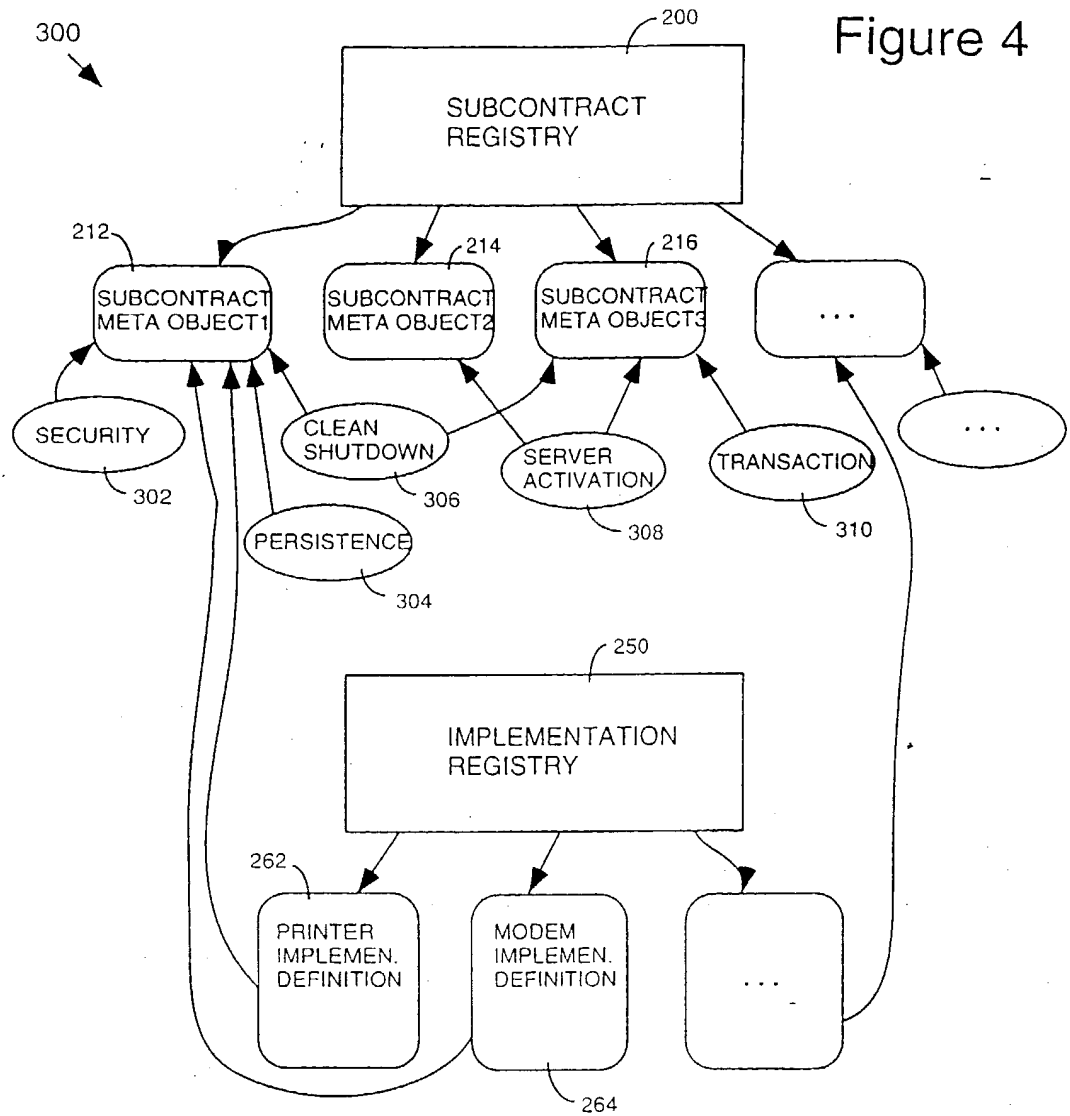 300
200
Figure 4
SUBCONTRACT
REGISTRY
212
214
216
SUBCONTRACT
META OBJECT1
SUBCONTRACT
META OBJECT2
SUBCONTRACT
META OBJECT3
...
SECURITY
302
CLEAN
SHUTDOWN
306
SERVER
ACTIVATION
308
TRANSACTION
310
...
PERSISTENCE
304
250
IMPLEMENTATION
REGISTRY
262
PRINTER
IMPLEMEN.
DEFINITION
MODEM
IMPLEMEN.
DEFINITION
...
264